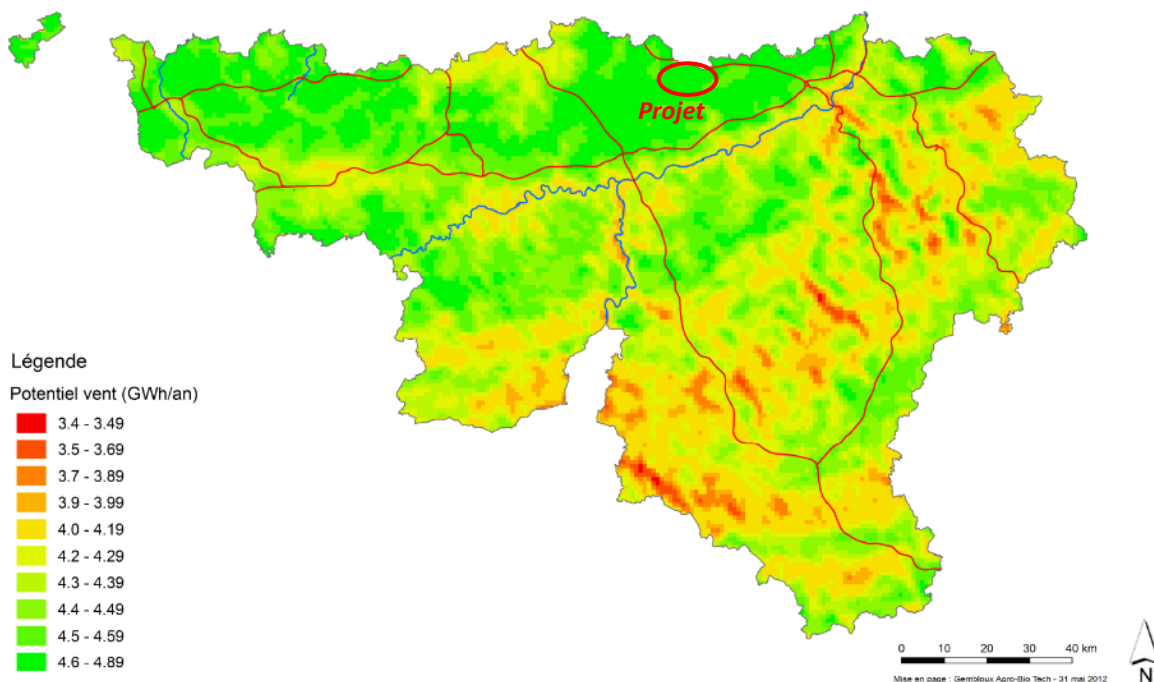 Projet
Légende
Potentiel vent (GWh/an)
3.4 - 3.49
3.5 - 3.69
3.7 - 3.89
3.9 - 3.99
4.0 - 4.19
4.2 - 4.29
4.3 - 4.39
4.4 - 4.49
4.5 - 4.59
4.6 - 4.89
0 10 20 30 40 km
Mise en page : Gembloux Agro-Bio Tech - 31 mai 2012
N